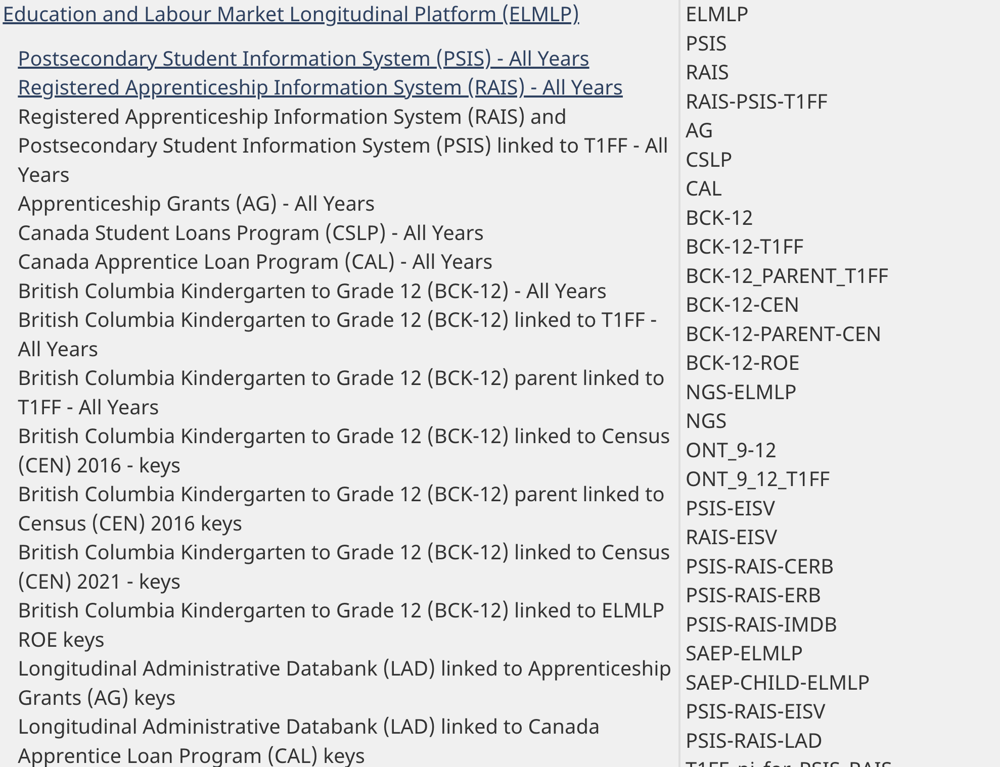 Education and Labour Market Longitudinal Platform (ELMLP)
Postsecondary Student Information System (PSIS) - All Years
Registered Apprenticeship Information System (RAIS) - All Years
Registered Apprenticeship Information System (RAIS) and
Postsecondary Student Information System (PSIS) linked to T1FF - All
Years
Apprenticeship Grants (AG) - All Years
Canada Student Loans Program (CSLP) - All Years
Canada Apprentice Loan Program (CAL) - All Years
British Columbia Kindergarten to Grade 12 (BCK-12) - All Years
British Columbia Kindergarten to Grade 12 (BCK-12) linked to T1FF -
All Years
British Columbia Kindergarten to Grade 12 (BCK-12) parent linked to
T1FF - All Years
British Columbia Kindergarten to Grade 12 (BCK-12) linked to Census
(CEN) 2016 - keys
British Columbia Kindergarten to Grade 12 (BCK-12) parent linked to
Census (CEN) 2016 keys
British Columbia Kindergarten to Grade 12 (BCK-12) linked to Census
(CEN) 2021 - keys
British Columbia Kindergarten to Grade 12 (BCK-12) linked to ELMLP
ROE keys
Longitudinal Administrative Databank (LAD) linked to Apprenticeship
Grants (AG) keys
Longitudinal Administrative Databank (LAD) linked to Canada
Apprentice Loan Program (CAL) keys
ELMLP
PSIS
RAIS
RAIS-PSIS-T1FF
AG
CSLP
CAL
BCK-12
BCK-12-T1FF
BCK-12_PARENT_T1FF
BCK-12-CEN
BCK-12-PARENT-CEN
BCK-12-ROE
NGS-ELMLP
NGS
ONT_9-12
ONT_9_12_T1FF
PSIS-EISV
RAIS-EISV
PSIS-RAIS-CERB
PSIS-RAIS-ERB
PSIS-RAIS-IMDB
SAEP-ELMLP
SAEP-CHILD-ELMLP
PSIS-RAIS-EISV
PSIS-RAIS-LAD